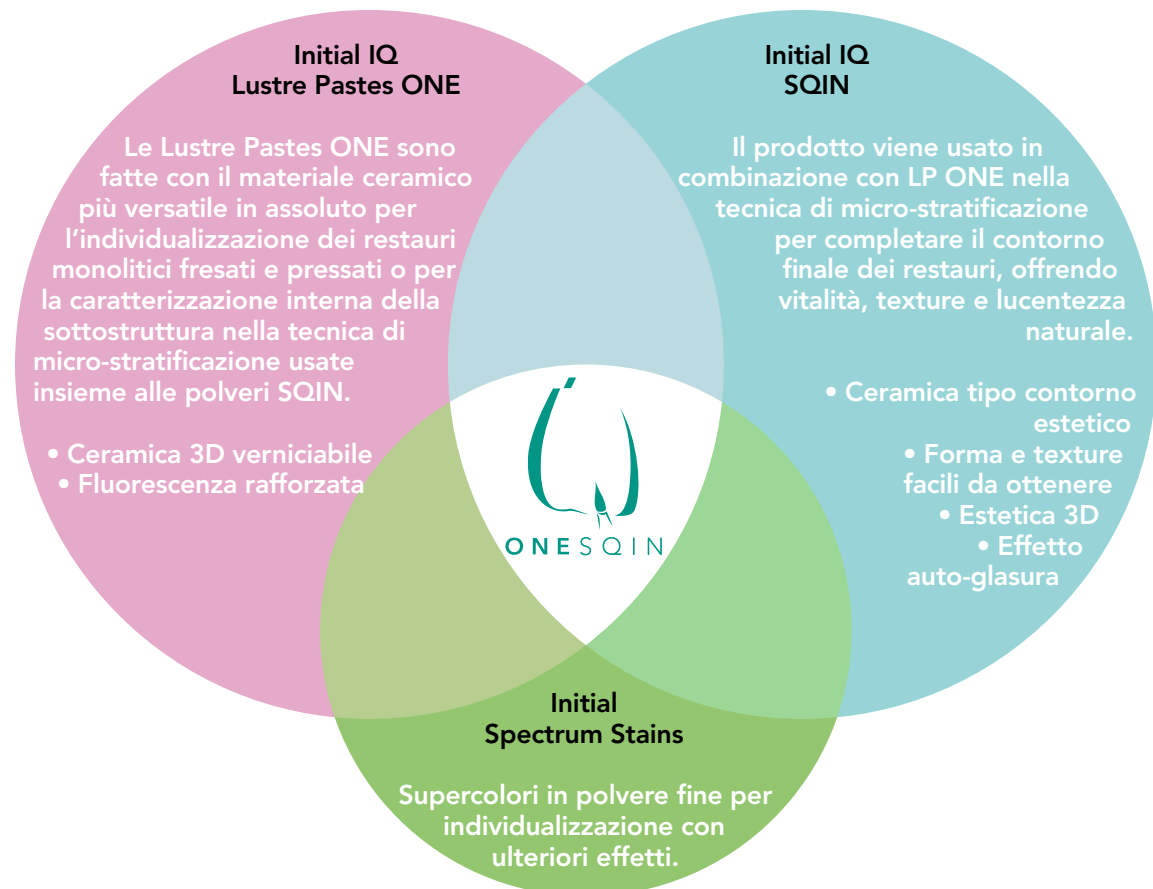 Initial IQ
Lustre Pastes ONE
Le Lustre Pastes ONE sono
fatte con il materiale ceramico
più versatile in assoluto per
l’individualizzazione dei restauri
monolitici fresati e pressati o per
la caratterizzazione interna della
sottostruttura nella tecnica di
micro-stratificazione usate
insieme alle polveri SQIN.
• Ceramica 3D verniciabile
• Fluorescenza rafforzata
Initial IQ
SQIN
Il prodotto viene usato in
combinazione con LP ONE nella
tecnica di micro-stratificazione
per completare il contorno
finale dei restauri, offrendo
vitalità, texture e lucentezza
naturale.
• Ceramica tipo contorno
estetico
• Forma e texture
facili da ottenere
• Estetica 3D
• Effetto
auto-glasura
iQ
ONESQIN
Initial
Spectrum Stains
Supercolori in polvere fine per
individualizzazione con
ulteriori effetti.